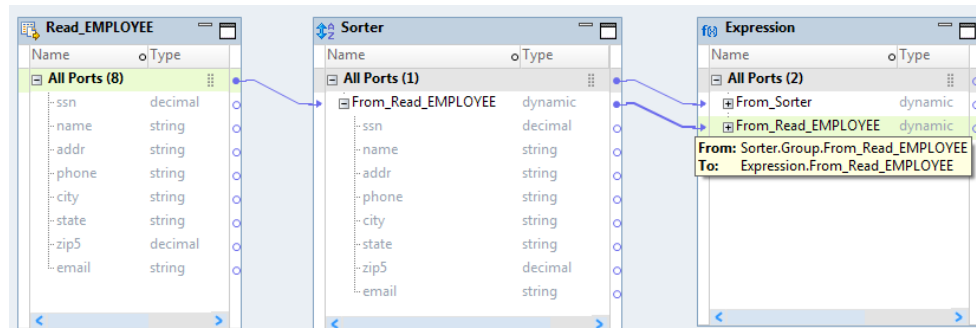 Read_EMPLOYEE
Name Type
All Ports (8)
ssn decimal
name string
addr string
phone string
city string
state string
zip5 decimal
email string
Sorter
Name Type
All Ports (1)
From_Read_EMPLOYEE dynamic
ssn decimal
name string
addr string
phone string
city string
state string
zip5 decimal
email string
f(x) Expression
Name Type
All Ports (2)
From_Sorter dynamic
From_Read_EMPLOYEE dynamic
From: Sorter.Group.From_Read_EMPLOYEE
To: Expression.From_Read_EMPLOYEE